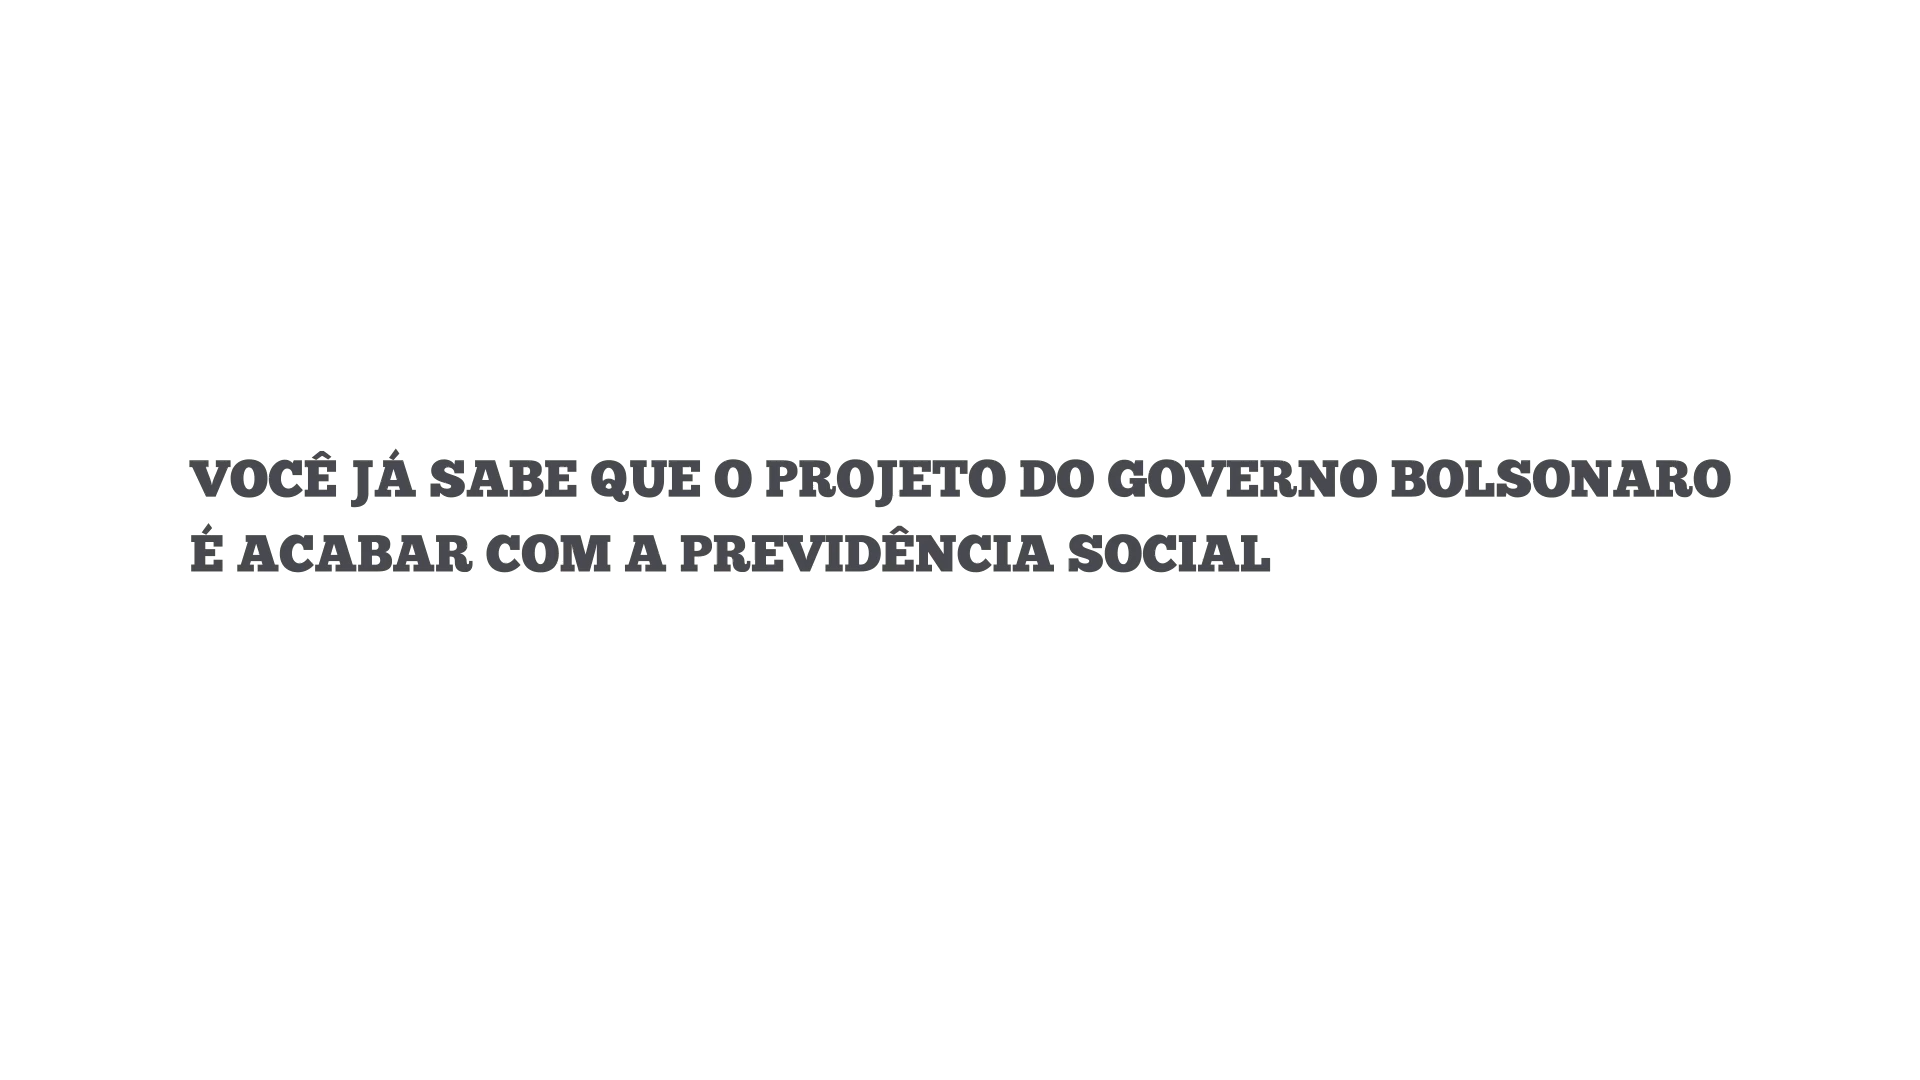 VOCÊ JÁ SABE QUE O PROJETO DO GOVERNO BOLSONARO
É ACABAR COM A PREVIDÊNCIA SOCIAL